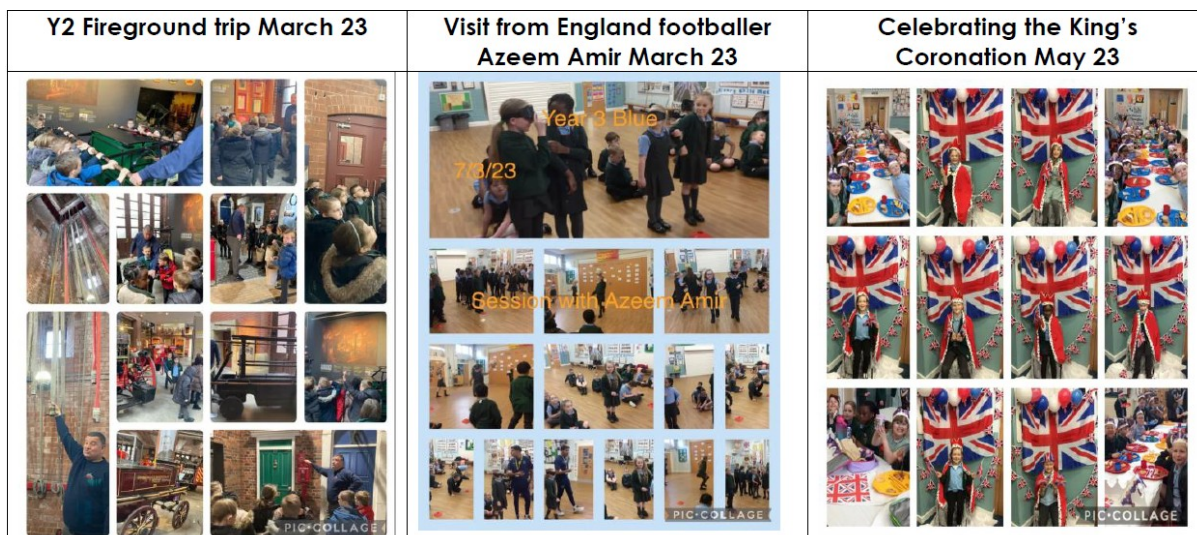 Y2 Fireground trip March 23
Visit from England footballer
Azeem Amir March 23
Celebrating the King's
Coronation May 23
Year 3 Blue
7/3/23
Session with Azeem Amir
PIC•COLLAGE
PIC•COLLAGE
PIC•COLLAGE